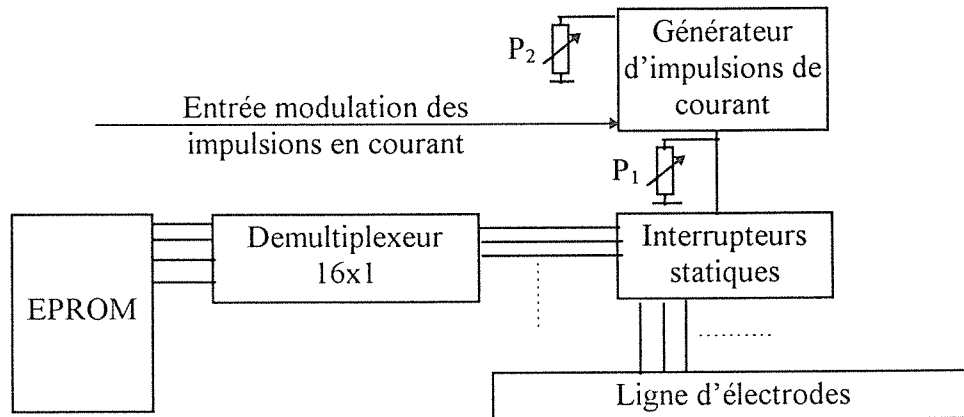 P2
Générateur
d'impulsions de
courant
Entrée modulation des
impulsions en courant
P1
EPROM
Demultiplexeur
16x1
Interrupteurs
statiques
Ligne d'électrodes